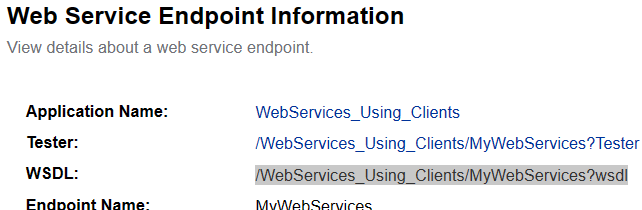 Web Service Endpoint Information
View details about a web service endpoint.
Application Name: WebServices_Using_Clients
Tester: /WebServices_Using_Clients/MyWebServices?Tester
WSDL: /WebServices_Using_Clients/MyWebServices?wsdl
Endpoint Name: MyWebServices